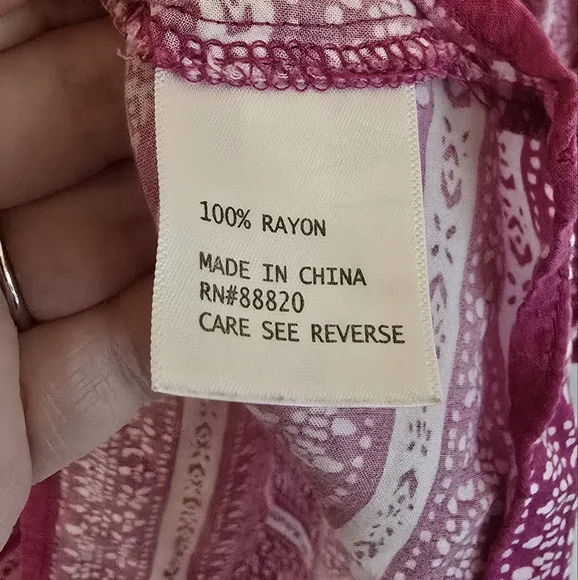 100% RAYON
MADE IN CHINA
RN#88820
CARE SEE REVERSE